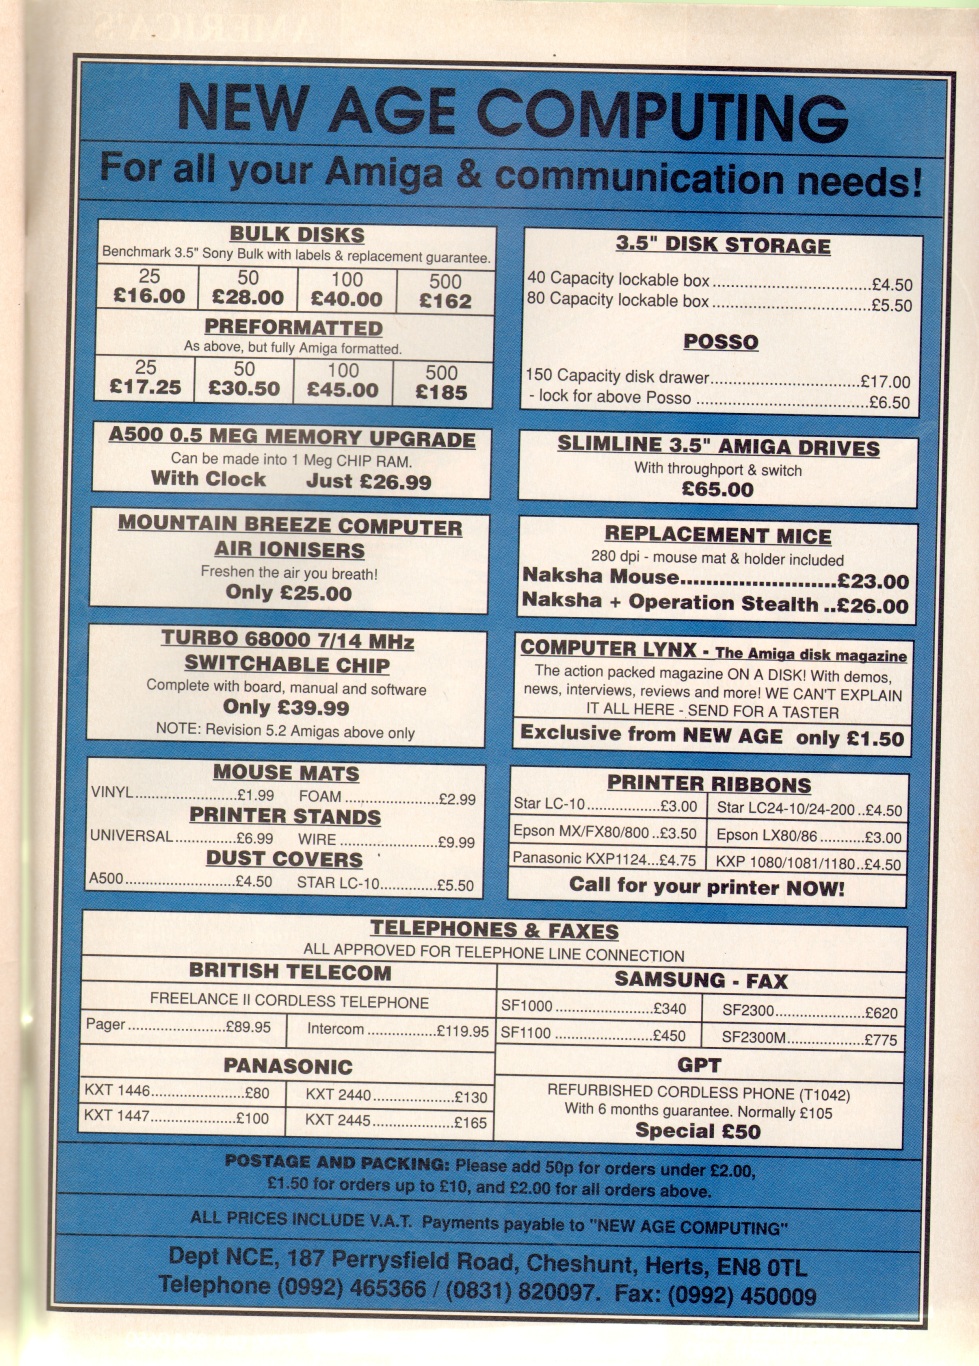 NEW AGE COMPUTING
For all your Amiga & communication needs!
BULK DISKS
Benchmark 3.5" Sony Bulk with labels & replacement guarantee.
25 50 100 500
£16.00 £28.00 £40.00 £162
PREFORMATTED
As above, but fully Amiga formatted.
25 50 100 500
£17.25 £30.50 £45.00 £185
3.5" DISK STORAGE
40 Capacity lockable box................................£4.50
80 Capacity lockable box................................£5.50
POSSO
150 Capacity disk drawer..............................£17.00
- lock for above Posso ..................................£6.50
A500 0.5 MEG MEMORY UPGRADE
Can be made into 1 Meg CHIP RAM.
With Clock Just £26.99
SLIMLINE 3.5" AMIGA DRIVES
With throughport & switch
£65.00
MOUNTAIN BREEZE COMPUTER
AIR IONISERS
Freshen the air you breath!
Only £25.00
REPLACEMENT MICE
280 dpi - mouse mat & holder included
Naksha Mouse........................£23.00
Naksha + Operation Stealth ..£26.00
TURBO 68000 7/14 MHz
SWITCHABLE CHIP
Complete with board, manual and software
Only £39.99
NOTE: Revision 5.2 Amigas above only
COMPUTER LYNX - The Amiga disk magazine
The action packed magazine ON A DISK! With demos,
news, interviews, reviews and more! WE CAN'T EXPLAIN
IT ALL HERE - SEND FOR A TASTER
Exclusive from NEW AGE only £1.50
MOUSE MATS
VINYL.....................£1.99 FOAM ...................£2.99
PRINTER STANDS
UNIVERSAL.............£6.99 WIRE ....................£9.99
DUST COVERS
A500......................£4.50 STAR LC-10............£5.50
PRINTER RIBBONS
Star LC-10...............£3.00 Star LC24-10/24-200 ..£4.50
Epson MX/FX80/800 ..£3.50 Epson LX80/86 ..........£3.00
Panasonic KXP1124...£4.75 KXP 1080/1081/1180..£4.50
Call for your printer NOW!
TELEPHONES & FAXES
ALL APPROVED FOR TELEPHONE LINE CONNECTION
BRITISH TELECOM
FREELANCE II CORDLESS TELEPHONE
Pager.........................£89.95 Intercom ..............£119.95
PANASONIC
KXT 1446...................£80 KXT 2440.................£130
KXT 1447.................£100 KXT 2445.................£165
SAMSUNG - FAX
SF1000.........................£340 SF2300..................£620
SF1100 .........................£450 SF2300M................£775
GPT
REFURBISHED CORDLESS PHONE (T1042)
With 6 months guarantee. Normally £105
Special £50
POSTAGE AND PACKING: Please add 50p for orders under £2.00,
£1.50 for orders up to £10, and £2.00 for all orders above.
ALL PRICES INCLUDE V.A.T. Payments payable to "NEW AGE COMPUTING"
Dept NCE, 187 Perrysfield Road, Cheshunt, Herts, EN8 0TL
Telephone (0992) 465366 / (0831) 820097. Fax: (0992) 450009